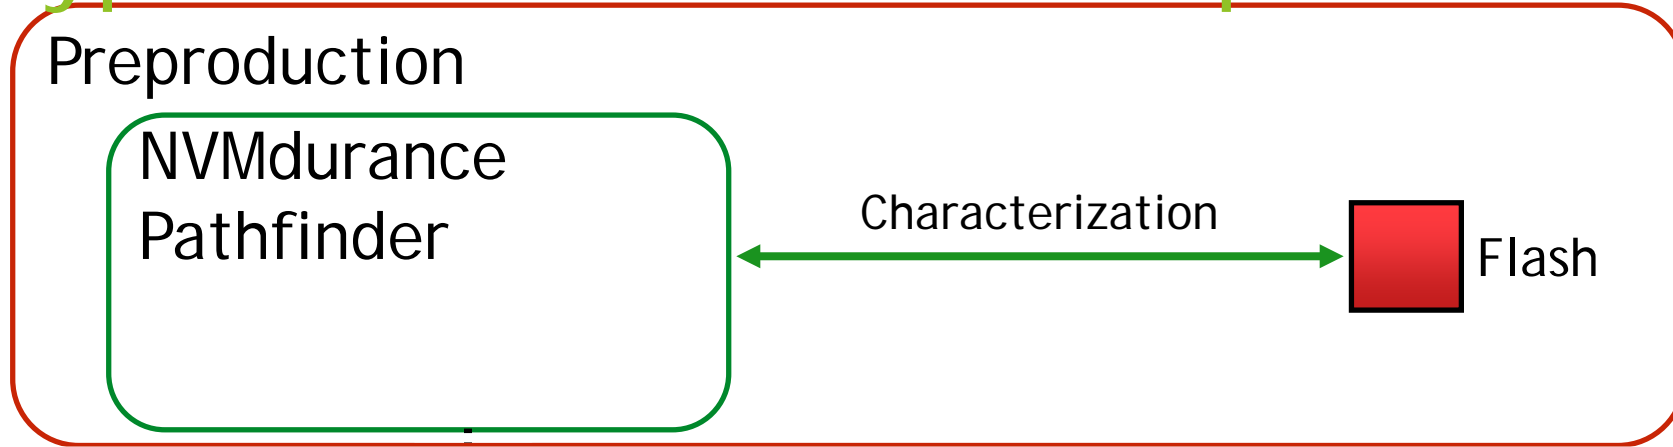 Preproduction
NVMdurance
Pathfinder
Characterization
Flash